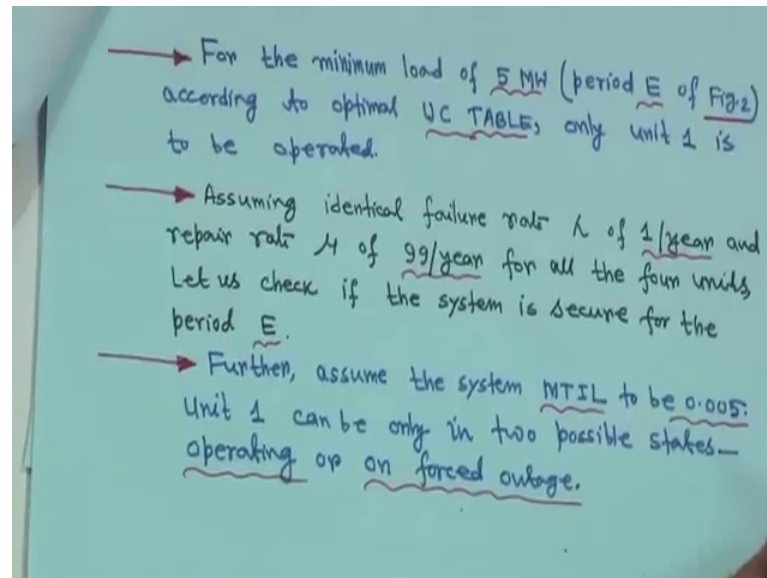 → For the minimum load of 5 MW (period E of Fig.2)
according to optimal UC TABLE, only unit 1 is
to be operated.
→ Assuming identical failure rate λ of 1/year and
repair rate μ of 99/year for all the four units,
Let us check if the system is secure for the
period E.
→ Further, assume the system MTIL to be 0.005.
Unit 1 can be only in two possible states—
operating or on forced outage.